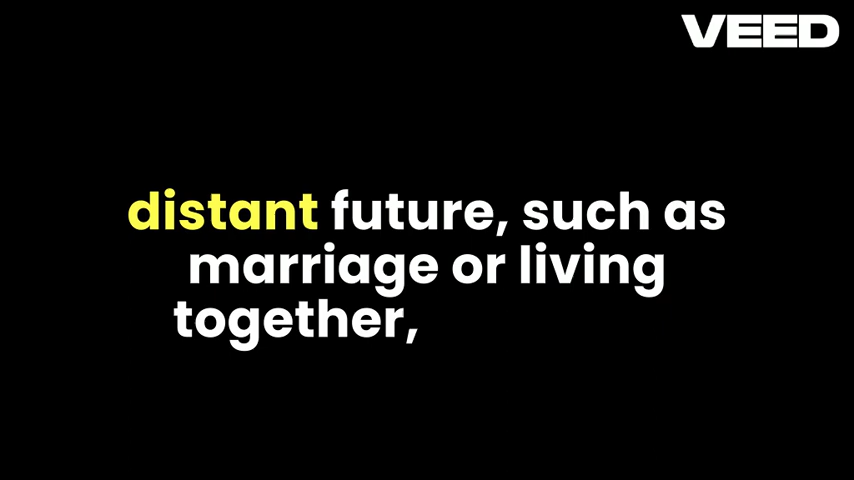 VEED
distant future, such as
marriage or living
together,